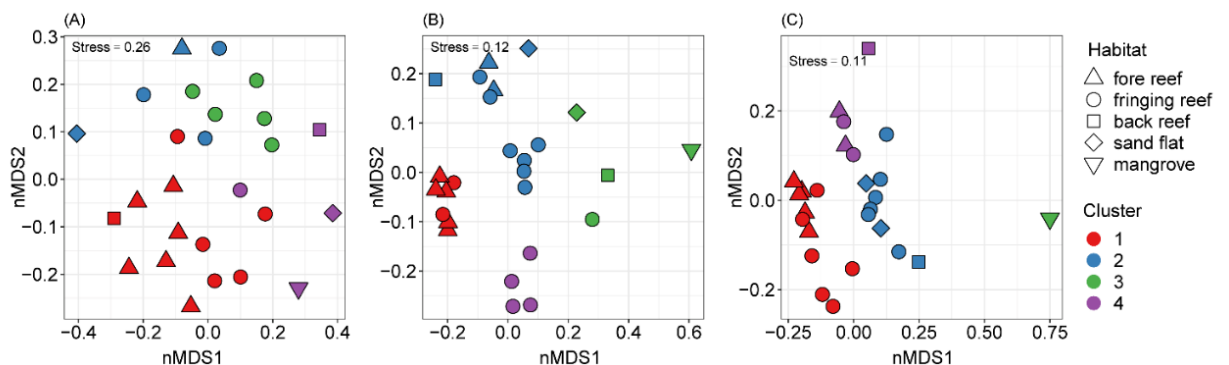 (A)
Stress = 0.26
0.3
0.2
0.1
0.0
−0.1
−0.2
nMDS2
−0.4
−0.2
0.0
0.2
0.4
nMDS1
(B)
Stress = 0.12
0.2
0.0
−0.2
nMDS2
−0.2
0.0
0.2
0.4
0.6
nMDS1
(C)
Stress = 0.11
0.2
0.0
−0.2
nMDS2
−0.25
0.00
0.25
0.50
0.75
nMDS1
Habitat
fore reef
fringing reef
back reef
sand flat
mangrove
Cluster
1
2
3
4